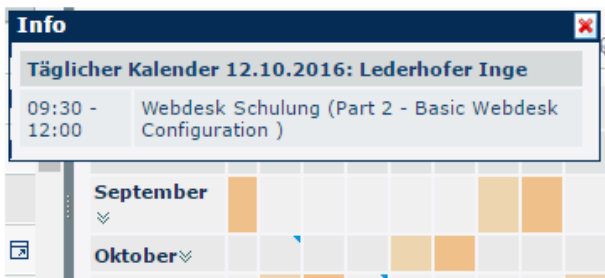 Info
Täglicher Kalender 12.10.2016: Lederhofer Inge
09:30 - Webdesk Schulung (Part 2 - Basic Webdesk
12:00 Configuration )
September
Oktober